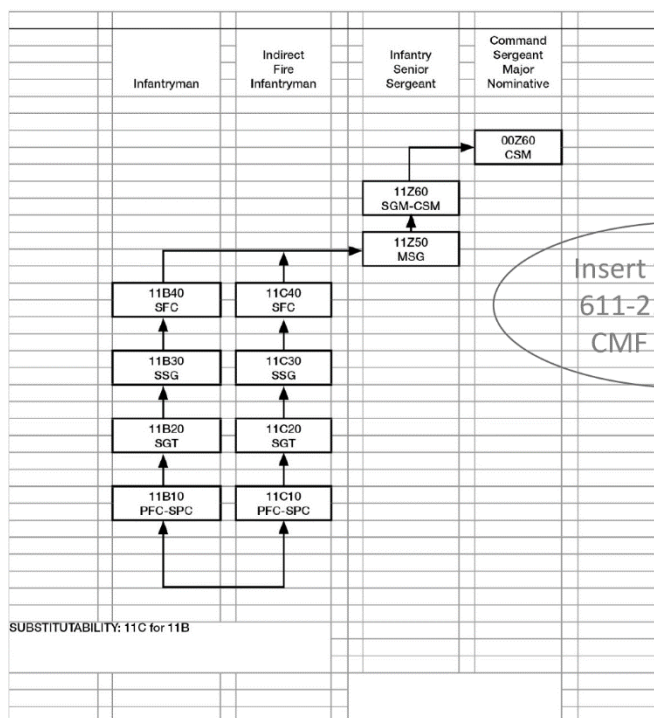 Infantryman
Indirect
Fire
Infantryman
Infantry
Senior
Sergeant
Command
Sergeant
Major
Nominative
00Z60
CSM
11Z60
SGM-CSM
11Z50
MSG
11B40
SFC
11C40
SFC
11B30
SSG
11C30
SSG
11B20
SGT
11C20
SGT
11B10
PFC-SPC
11C10
PFC-SPC
Insert
611-2
CMF
SUBSTITUTABILITY: 11C for 11B